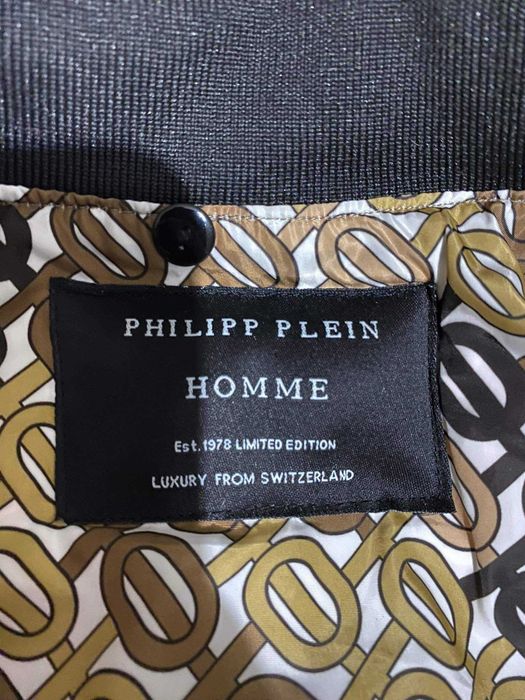 PHILIPP PLEIN
HOMME
Est. 1978 LIMITED EDITION
LUXURY FROM SWITZERLAND